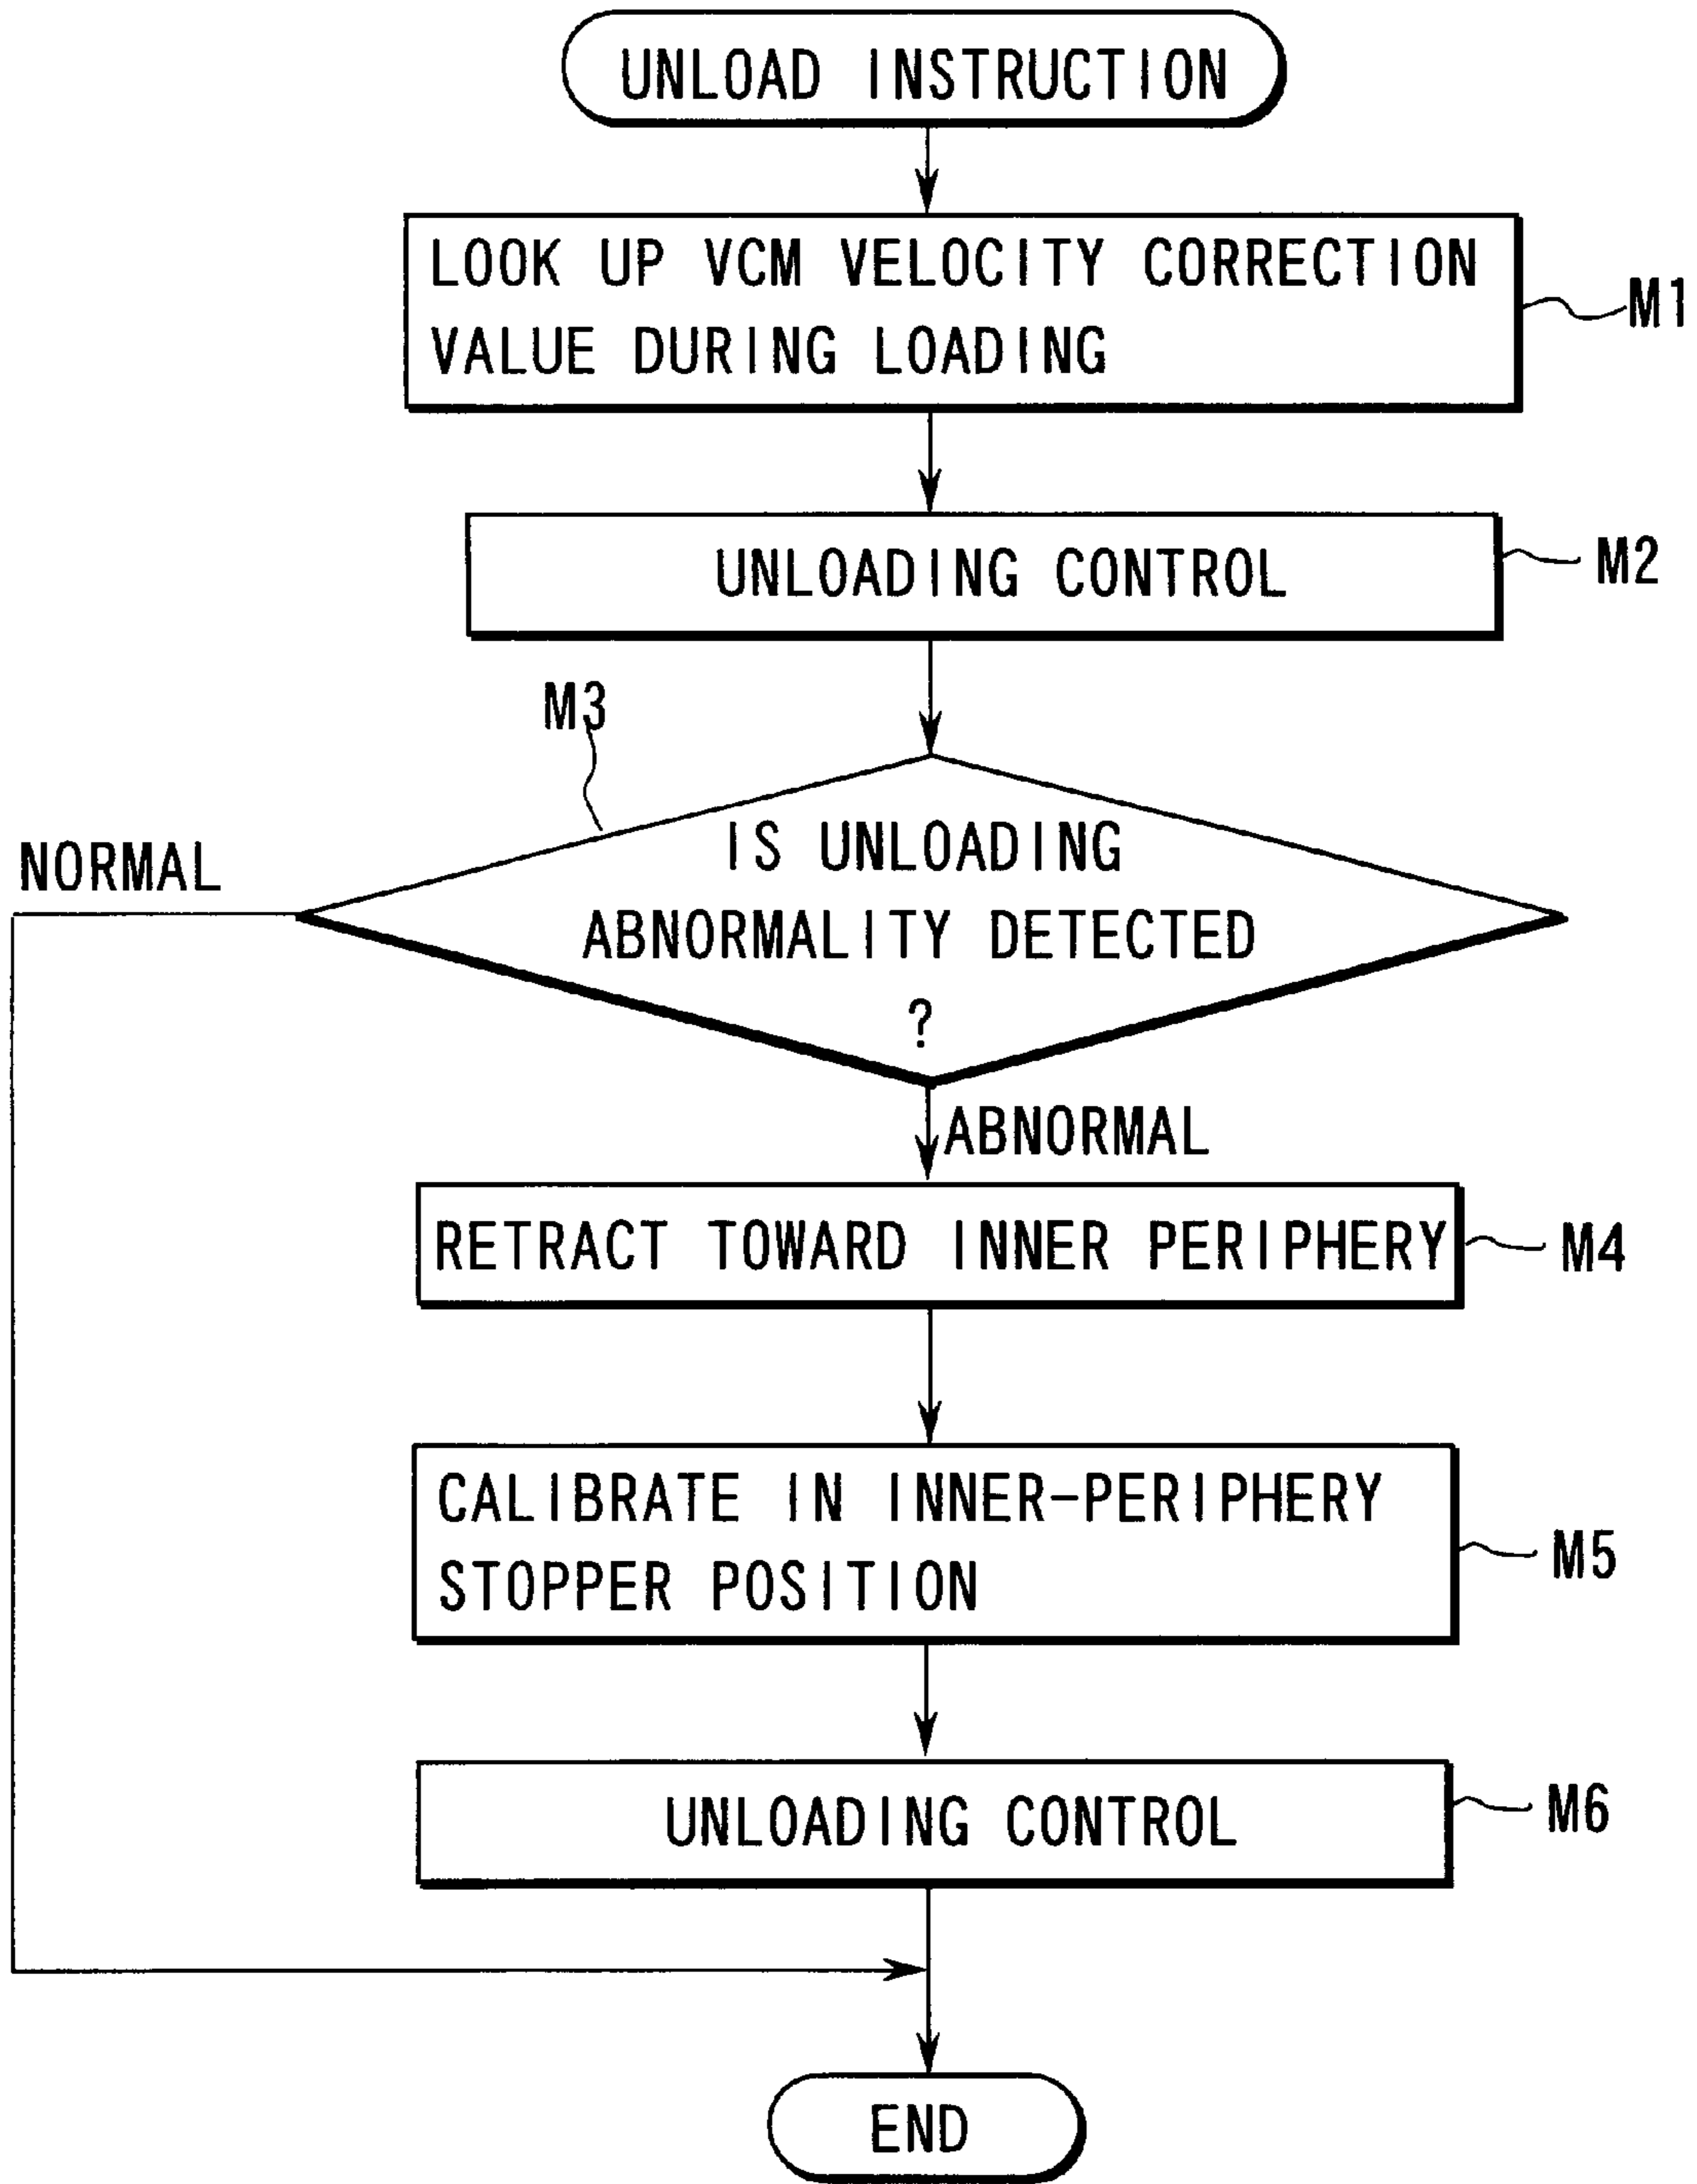 UNLOAD INSTRUCTION
LOOK UP VCM VELOCITY CORRECTION
VALUE DURING LOADING
M1
UNLOADING CONTROL
M2
M3
IS UNLOADING
ABNORMALITY DETECTED
?
NORMAL
ABNORMAL
RETRACT TOWARD INNER PERIPHERY
M4
CALIBRATE IN INNER-PERIPHERY
STOPPER POSITION
M5
UNLOADING CONTROL
M6
END